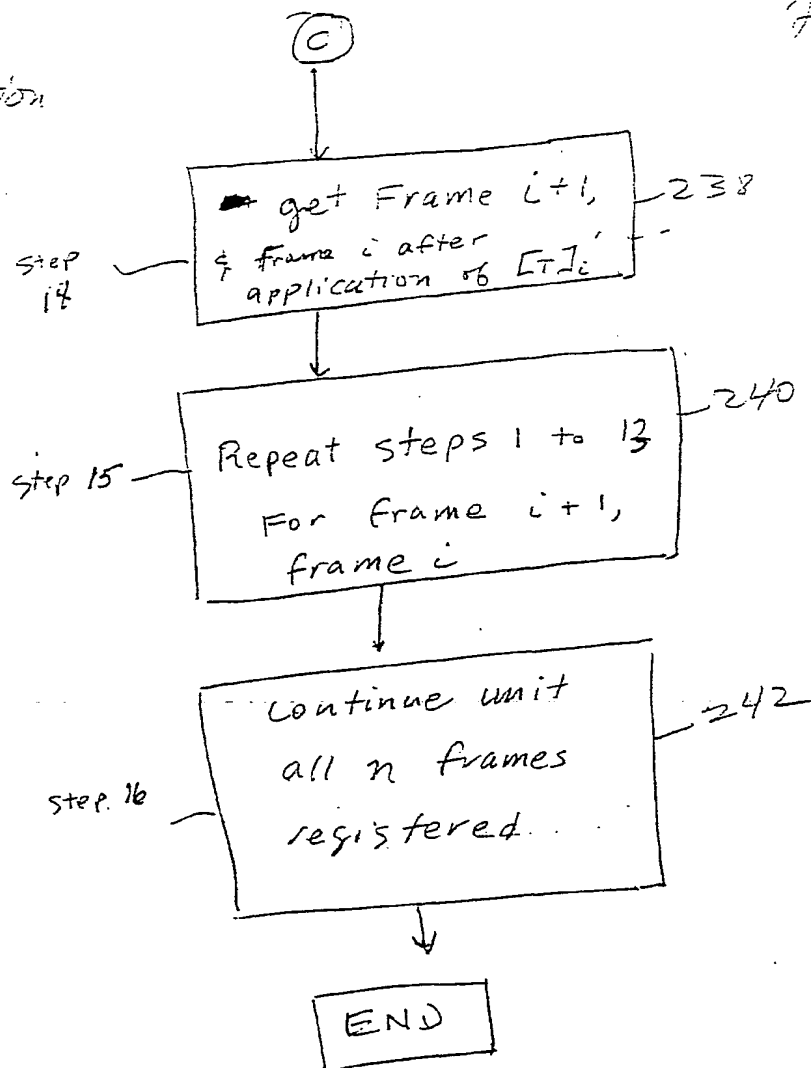 C
get Frame i+1,
& frame i after
application of [T]i'
238
step
14
Repeat steps 1 to 13
For frame i+1,
frame i
240
step 15
Continue unit
all n frames
registered
242
step. 16
END